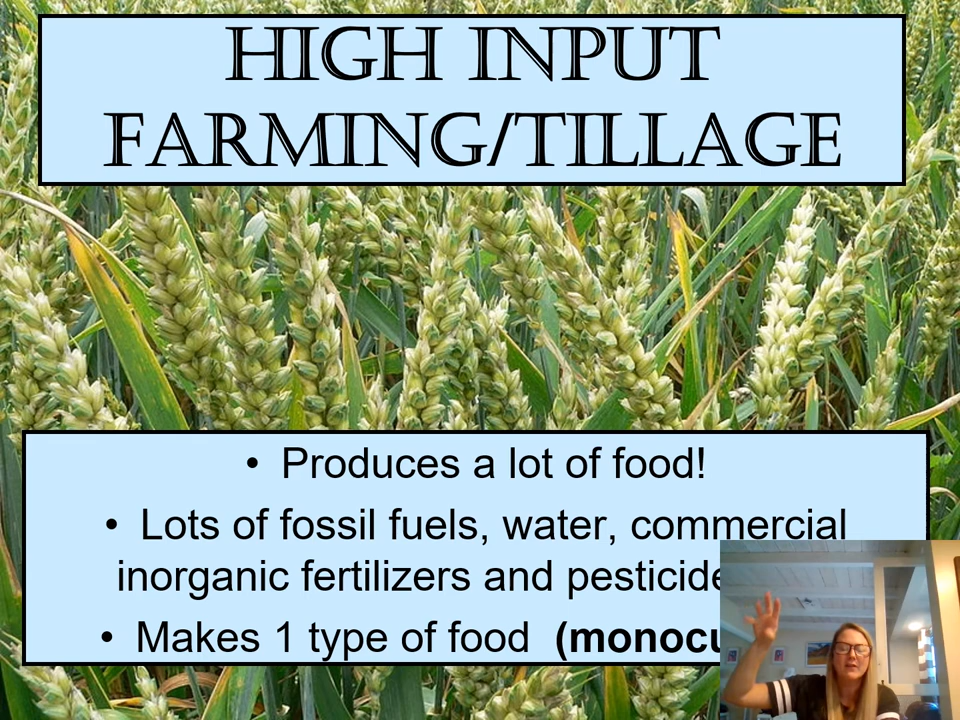 HIGH INPUT
FARMING/TILLAGE
• Produces a lot of food!
• Lots of fossil fuels, water, commercial
inorganic fertilizers and
• Makes 1 type of food